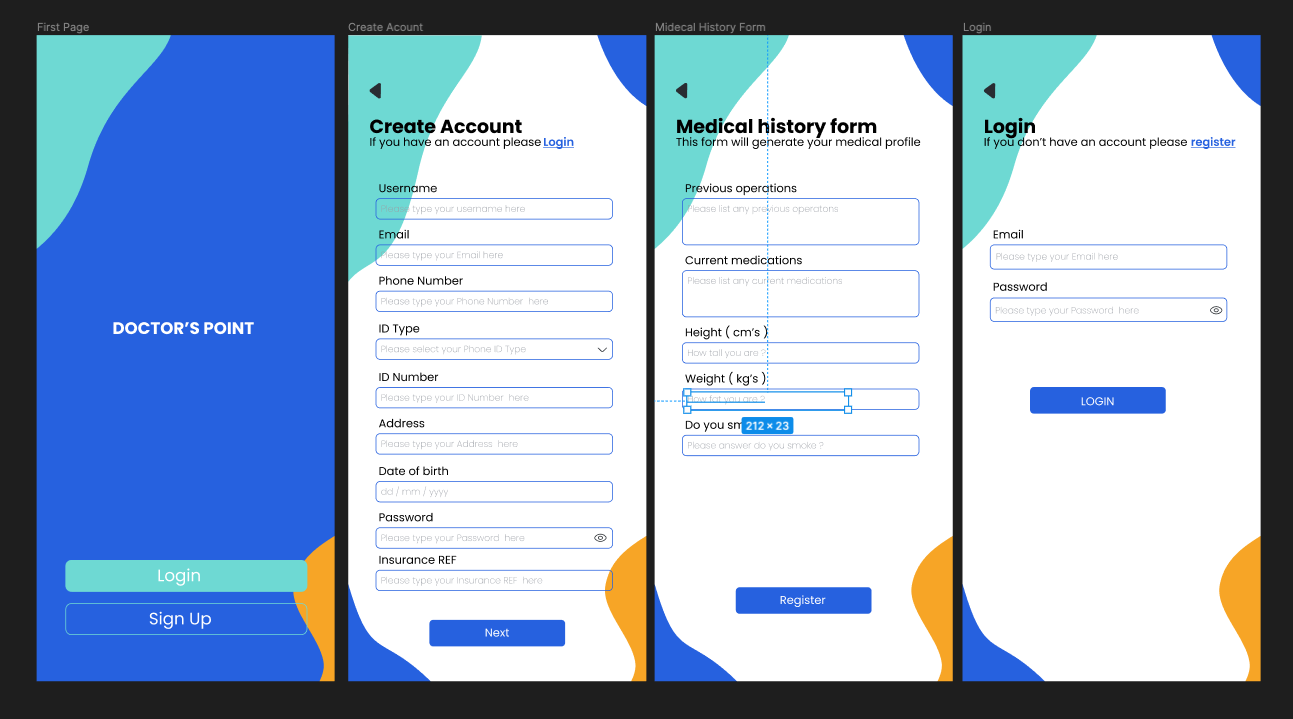 First Page
DOCTOR'S POINT
Login
Sign Up
Create Acount
Create Account
If you have an account please Login
Username
Please type your username here
Email
Please type your Email here
Phone Number
Please type your Phone Number here
ID Type
Please select your Phone ID Type
ID Number
Please type your ID Number here
Address
Please type your Address here
Date of birth
dd / mm / yyyy
Password
Please type your Password here
Insurance REF
Please type your Insurance REF here
Next
Midecal History Form
Medical history form
This form will generate your medical profile
Previous operations
Please list any previous operatons
Current medications
Please list any current medications
Height ( cm's )
How tall you are ?
Weight ( kg's )
How fat you are ?
Do you sm
212 × 23
Please answer do you smoke ?
Register
Login
Login
If you don't have an account please register
Email
Please type your Email here
Password
Please type your Password here
LOGIN